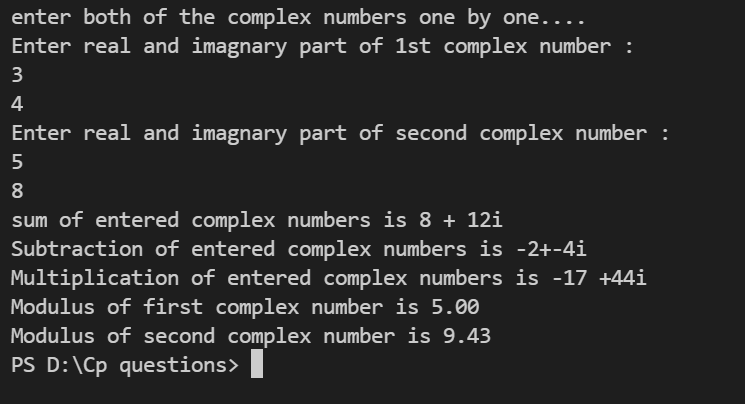 enter both of the complex numbers one by one....
Enter real and imagnary part of 1st complex number :
3
4
Enter real and imagnary part of second complex number :
5
8
sum of entered complex numbers is 8 + 12i
Subtraction of entered complex numbers is -2+-4i
Multiplication of entered complex numbers is -17 +44i
Modulus of first complex number is 5.00
Modulus of second complex number is 9.43
PS D:\Cp questions>